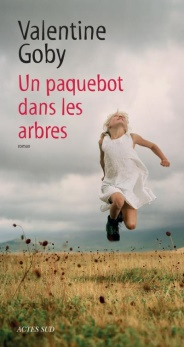 Valentine
Goby
Un paquebot
dans les
arbres
roman
ACTES SUD